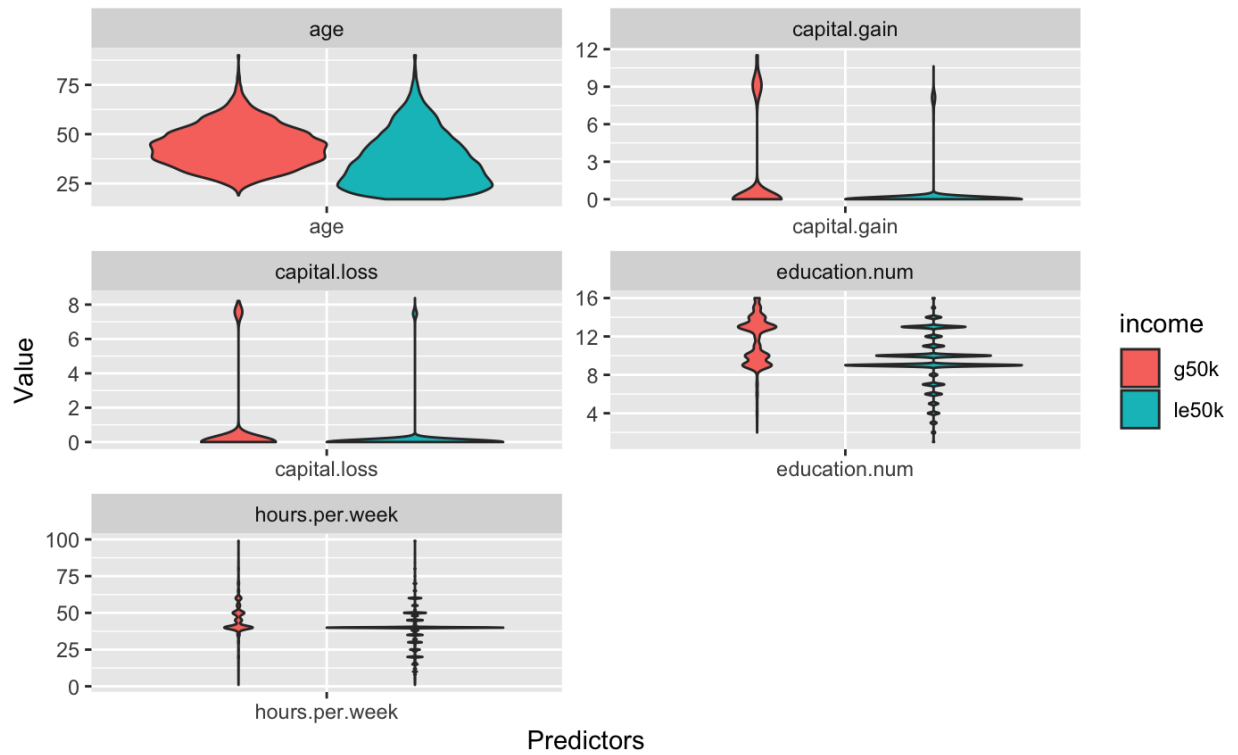 age
75
50
25
age
capital.gain
12
9
6
3
0
capital.gain
capital.loss
8
6
4
2
0
capital.loss
education.num
16
12
8
4
education.num
hours.per.week
100
75
50
25
0
hours.per.week
Value
Predictors
income
g50k
le50k